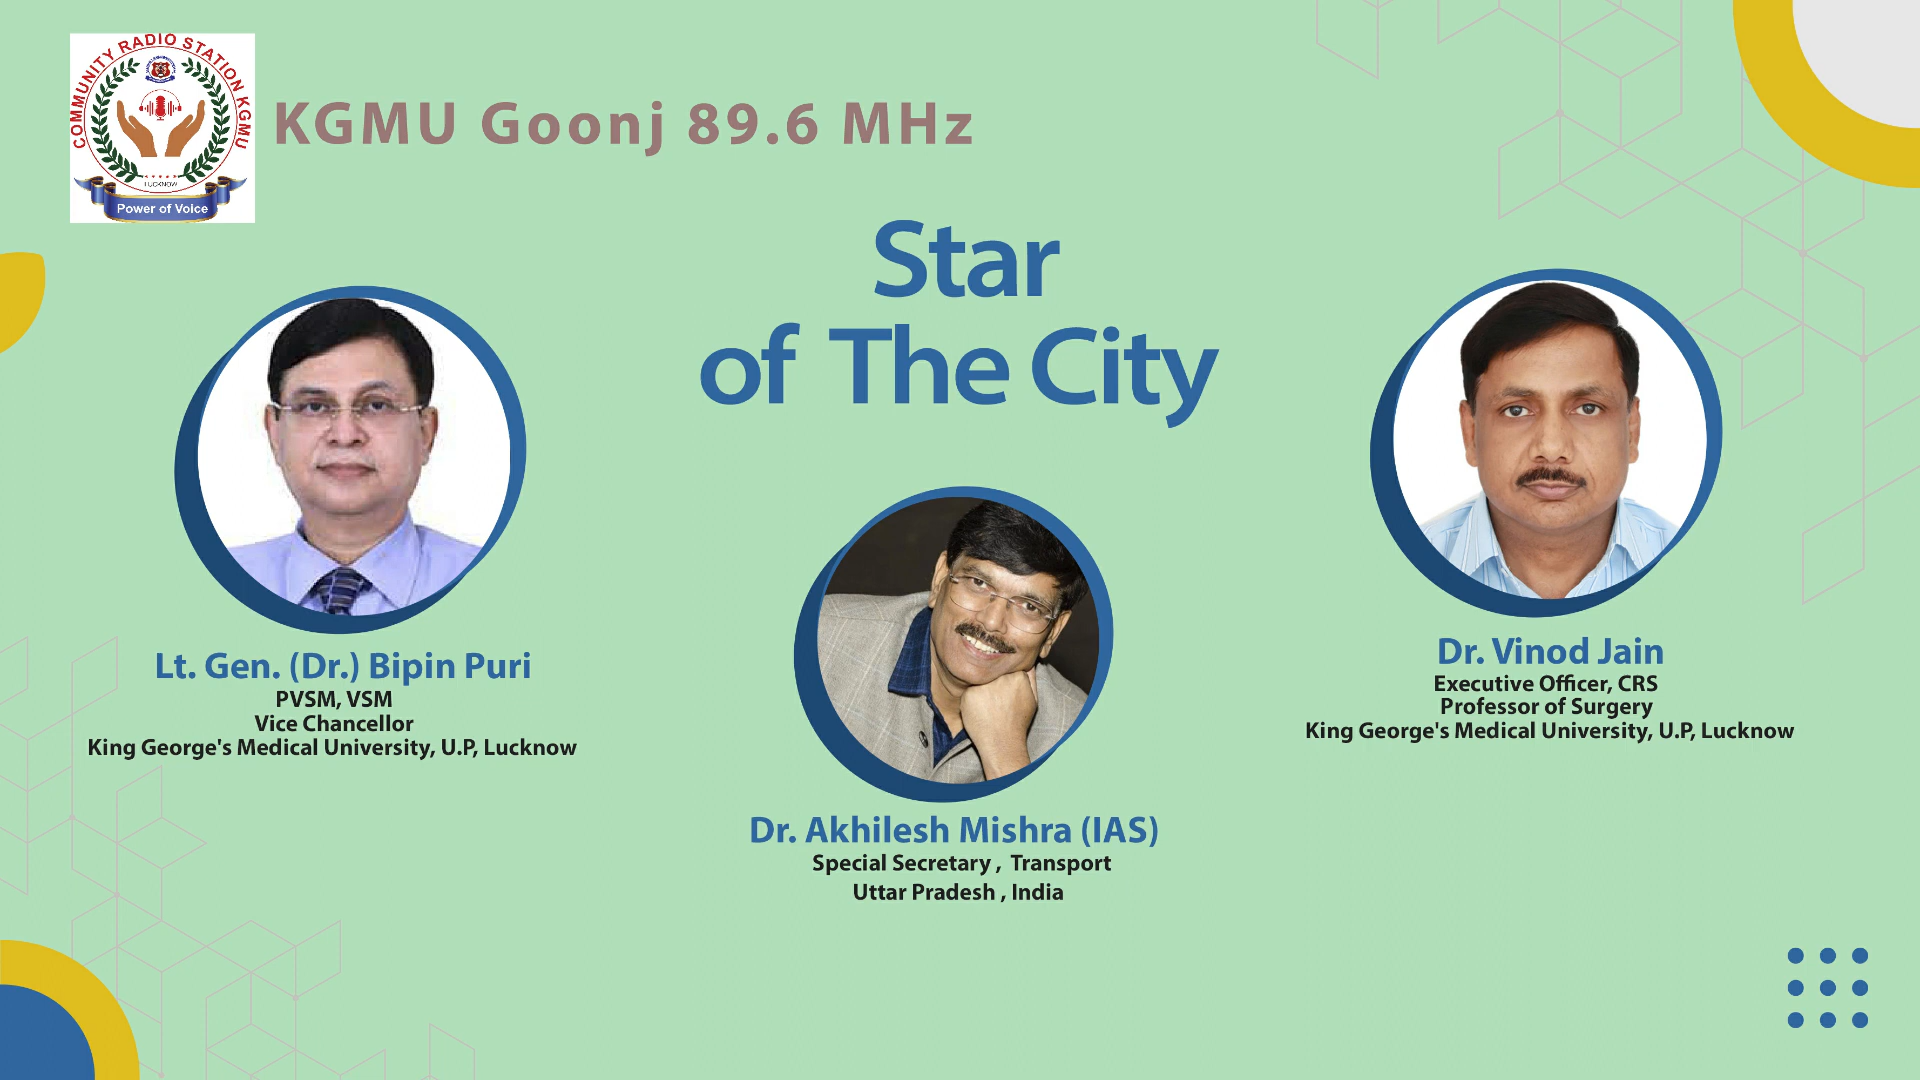 COMMUNITY RADIO STATION KGMU
LUCKNOW
Power of Voice
KGMU Goonj 89.6 MHz
Star
of The City
Lt. Gen. (Dr.) Bipin Puri
PVSM, VSM
Vice Chancellor
King George's Medical University, U.P, Lucknow
Dr. Akhilesh Mishra (IAS)
Special Secretary , Transport
Uttar Pradesh , India
Dr. Vinod Jain
Executive Officer, CRS
Professor of Surgery
King George's Medical University, U.P, Lucknow